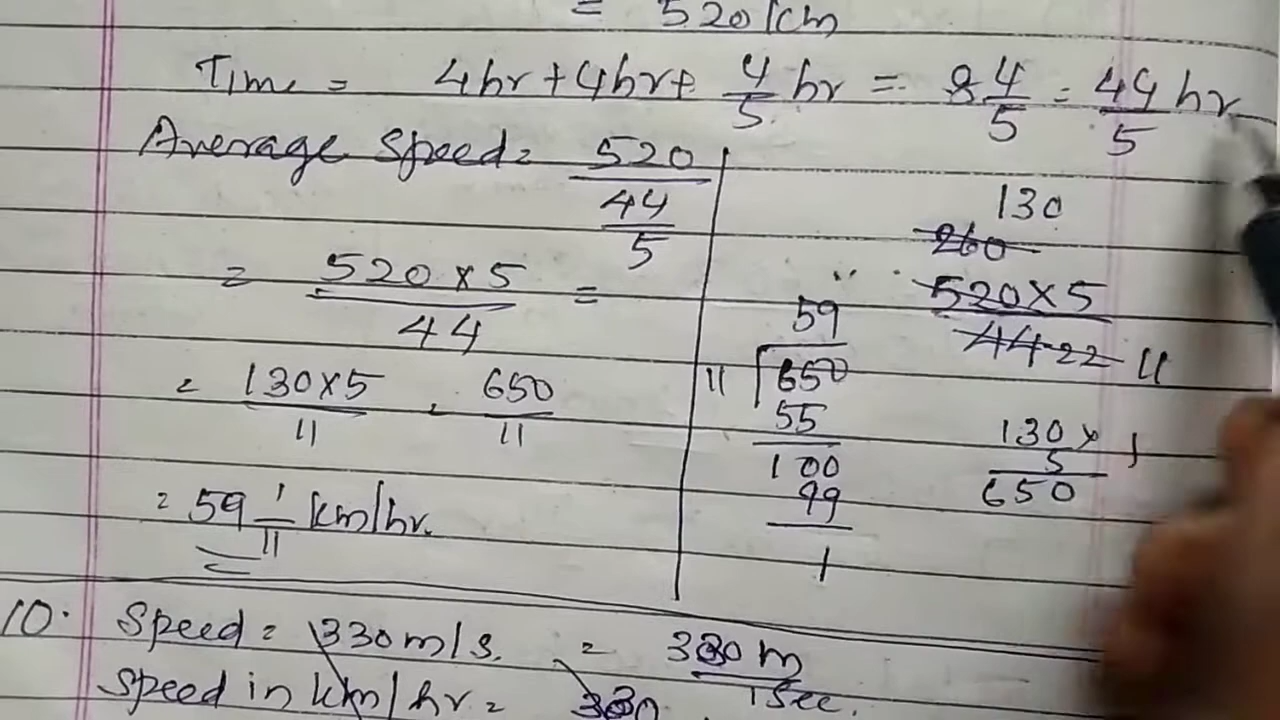 = 520 km
Time = 4hr + 4hr + 4/5 hr = 8 4/5 = 44/5 hr
Average speed = 520 / 44/5
= 520 × 5 / 44 =
= 130 × 5 / 11 = 650 / 11
= 59 1/11 km/hr.
130
260
520 × 5
44 22 11
59
11 650
55
100
99
1
130 ×
5
650
10. Speed = 330 m/s. = 330 m / 1 Sec.
Speed in km/hr = 330